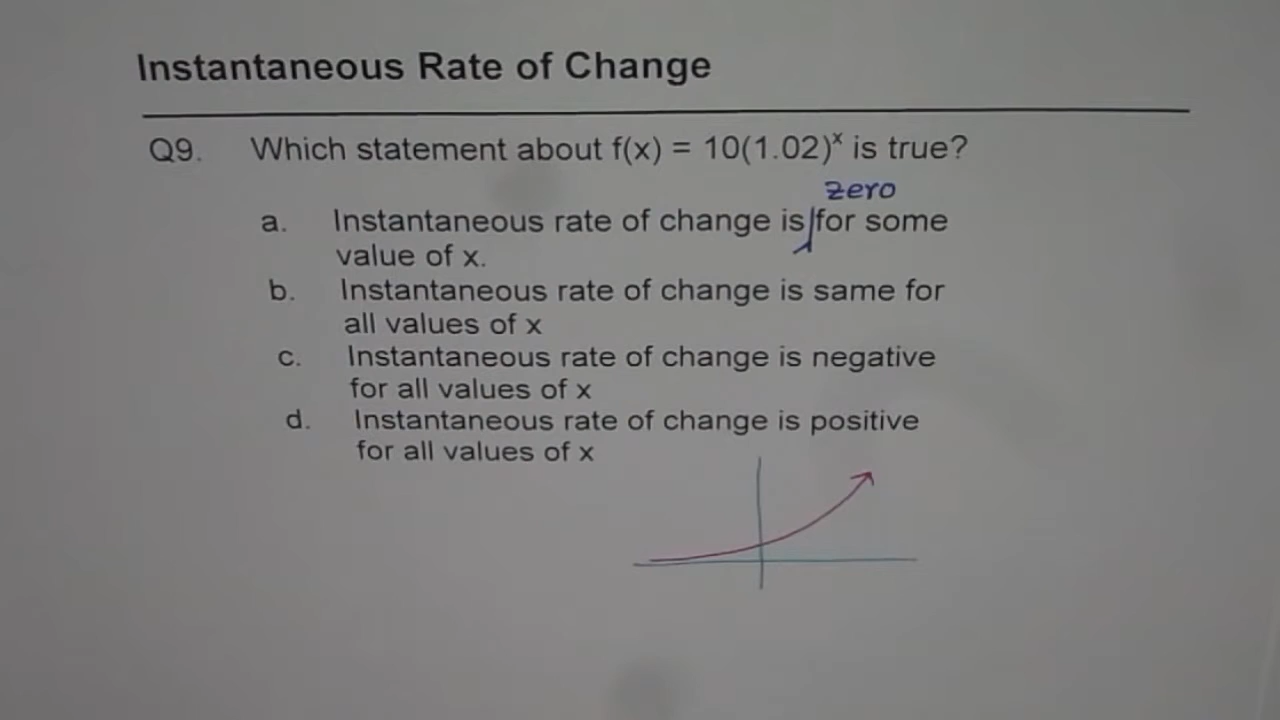 Instantaneous Rate of Change
Q9. Which statement about f(x) = 10(1.02)ˣ is true?
zero
a. Instantaneous rate of change is for some
value of x.
b. Instantaneous rate of change is same for
all values of x
c. Instantaneous rate of change is negative
for all values of x
d. Instantaneous rate of change is positive
for all values of x